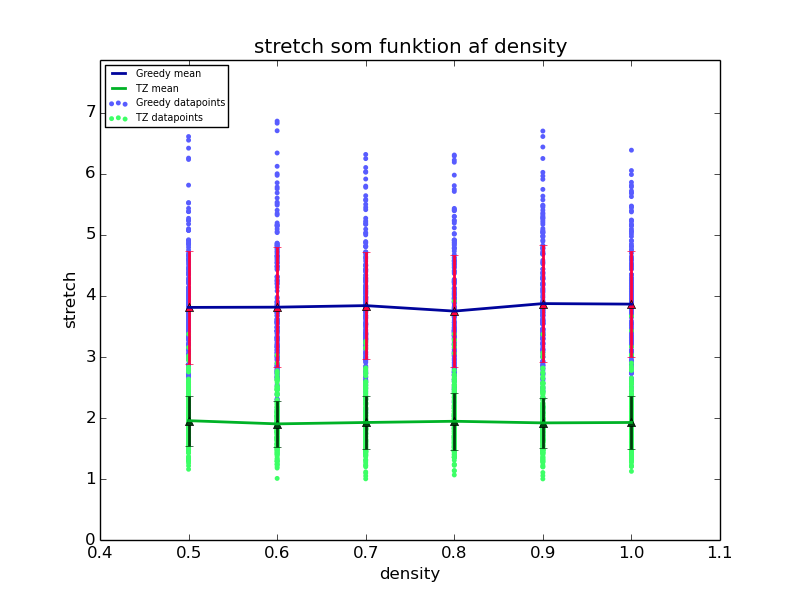 stretch som funktion af density
Greedy mean
TZ mean
Greedy datapoints
TZ datapoints
7
6
5
4
3
2
1
0
stretch
0.4 0.5 0.6 0.7 0.8 0.9 1.0 1.1
density